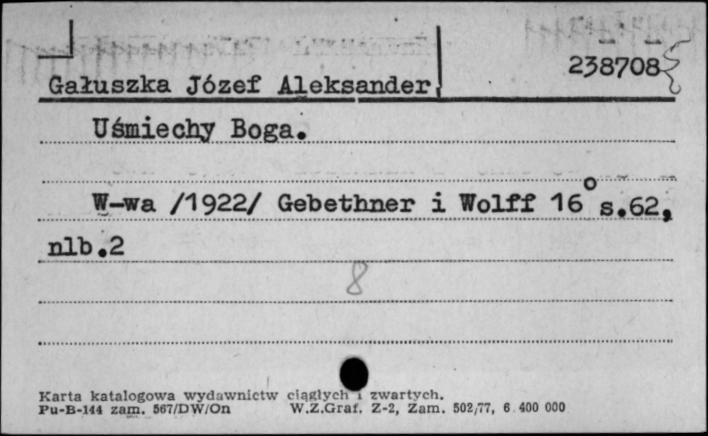 238708
Gałuszka Józef Aleksander
Uśmiechy Boga.
W-wa /1922/ Gebethner i Wolff 16° s.62,
nlb.2
8
Karta katalogowa wydawnictw ciągłych i zwartych.
Pu-B-144 zam. 567/DW/On W.Z.Graf. Z-2, Zam. 502/77, 6 400 000